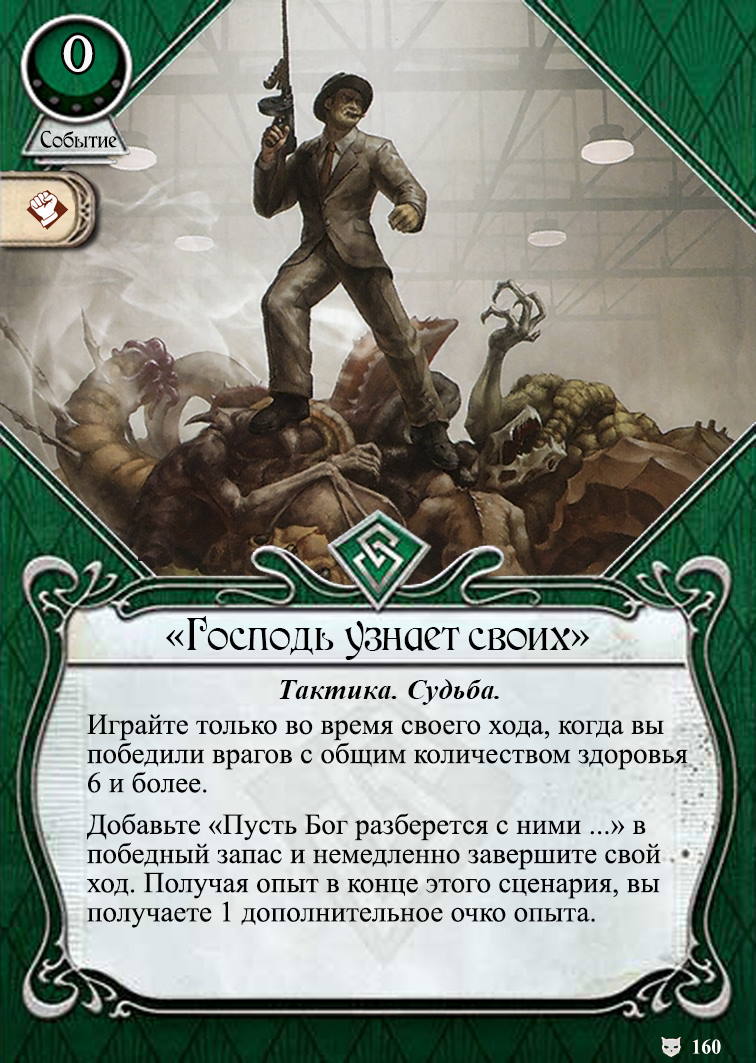 0
Событие
«Господь узнает своих»
Тактика. Судьба.
Играйте только во время своего хода, когда вы
победили врагов с общим количеством здоровья
6 и более.
Добавьте «Пусть Бог разберется с ними ...» в
победный запас и немедленно завершите свой
ход. Получая опыт в конце этого сценария, вы
получаете 1 дополнительное очко опыта.
160